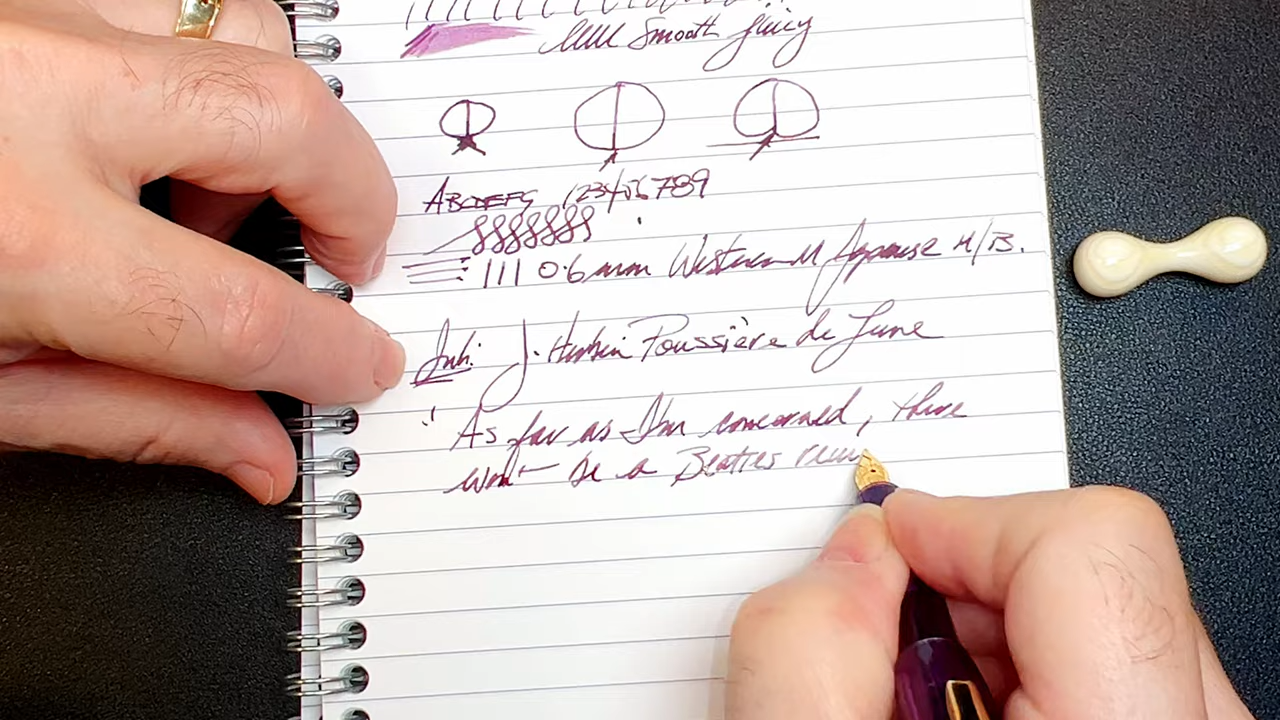 Smooth Juicy
ABCDEFG 123456789
0.6mm Western M Japanese M/B.
Ink: J. Herbin Poussière de Lune
"As far as I'm concerned, there
won't be a Beatles reun